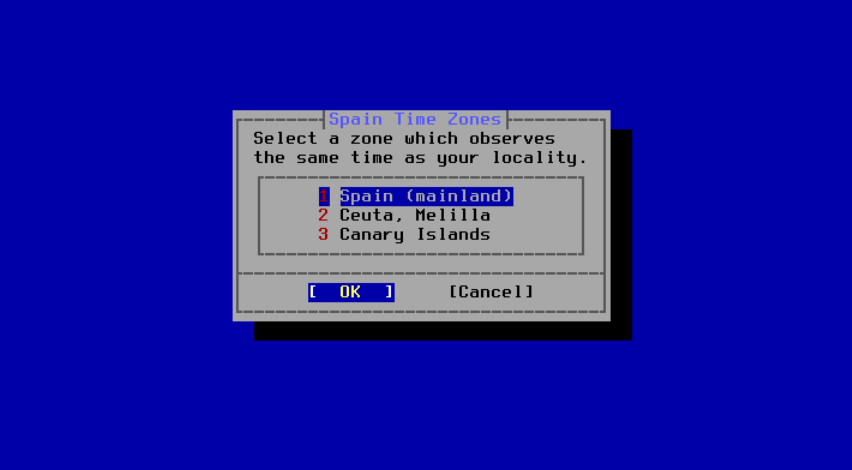 Spain Time Zones
Select a zone which observes
the same time as your locality.
1 Spain (mainland)
2 Ceuta, Melilla
3 Canary Islands
[  OK  ]     [Cancel]